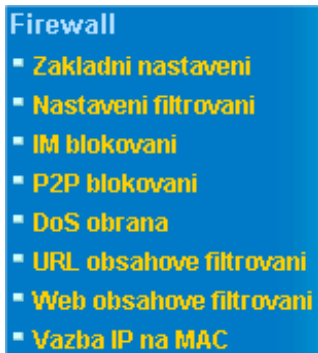 Firewall
Zakladni nastaveni
Nastaveni filtrovani
IM blokovani
P2P blokovani
DoS obrana
URL obsahove filtrovani
Web obsahove filtrovani
Vazba IP na MAC